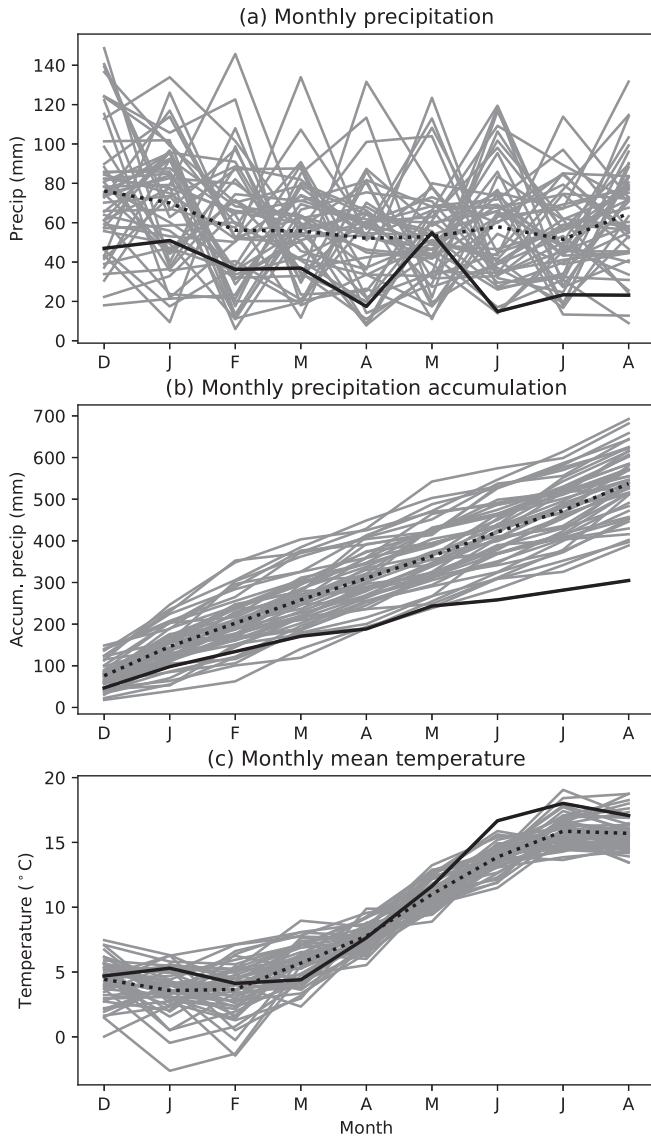 (a) Monthly precipitation
140
120
100
80
60
40
20
0
Precip (mm)
D J F M A M J J A
(b) Monthly precipitation accumulation
700
600
500
400
300
200
100
0
Accum. precip (mm)
D J F M A M J J A
(c) Monthly mean temperature
20
15
10
5
0
Temperature (°C)
D J F M A M J J A
Month